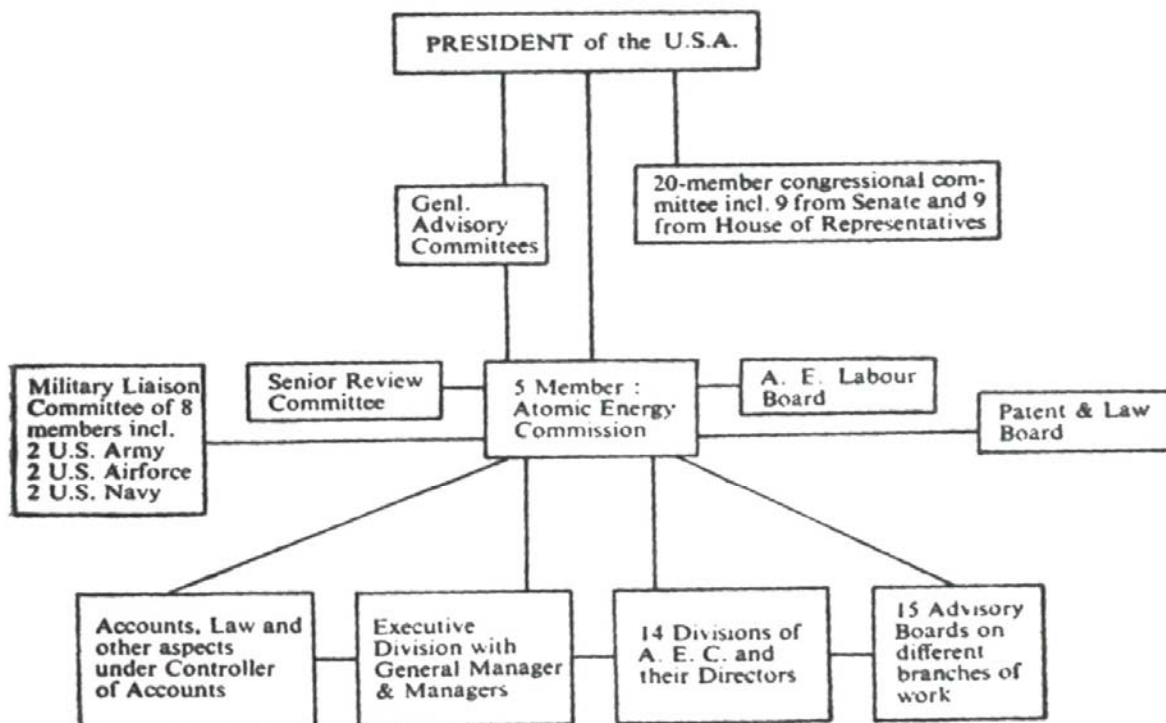 PRESIDENT of the U.S.A.
Genl.
Advisory
Committees
20-member congressional com-
mittee incl. 9 from Senate and 9
from House of Representatives
Military Liaison
Committee of 8
members incl.
2 U.S. Army
2 U.S. Airforce
2 U.S. Navy
Senior Review
Committee
5 Member :
Atomic Energy
Commission
A. E. Labour
Board
Patent & Law
Board
Accounts, Law and
other aspects
under Controller
of Accounts
Executive
Division with
General Manager
& Managers
14 Divisions of
A. E. C. and
their Directors
15 Advisory
Boards on
different
branches of
work